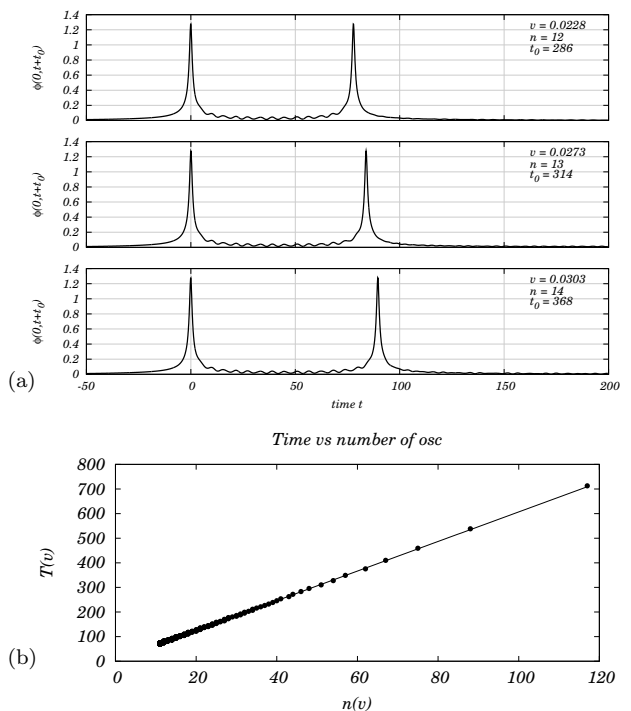 1.4
1.2
1
0.8
0.6
0.4
0.2
0
ϕ(0,t+t0)
v = 0.0228
n = 12
t0 = 286
1.4
1.2
1
0.8
0.6
0.4
0.2
0
ϕ(0,t+t0)
v = 0.0273
n = 13
t0 = 314
1.4
1.2
1
0.8
0.6
0.4
0.2
0
ϕ(0,t+t0)
v = 0.0303
n = 14
t0 = 368
(a)
-50 0 50 100 150 200
time t
Time vs number of osc
800
700
600
500
400
300
200
100
0
T(v)
(b)
0 20 40 60 80 100 120
n(v)